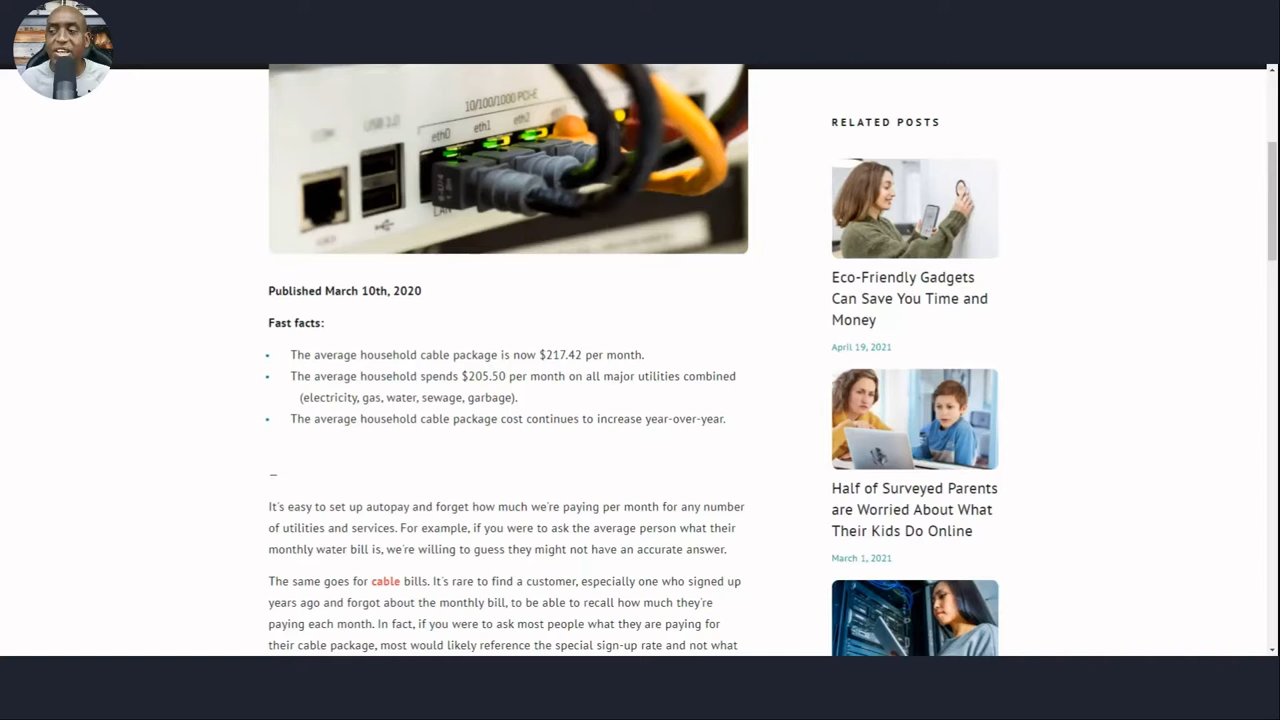 10/100/1000 PCI-E
COM
USB 3.0
eth0
eth1
eth2
LAN
Published March 10th, 2020
Fast facts:
• The average household cable package is now $217.42 per month.
• The average household spends $205.50 per month on all major utilities combined
(electricity, gas, water, sewage, garbage).
• The average household cable package cost continues to increase year-over-year.
—
It's easy to set up autopay and forget how much we're paying per month for any number
of utilities and services. For example, if you were to ask the average person what their
monthly water bill is, we're willing to guess they might not have an accurate answer.
The same goes for cable bills. It's rare to find a customer, especially one who signed up
years ago and forgot about the monthly bill, to be able to recall how much they're
paying each month. In fact, if you were to ask most people what they are paying for
their cable package, most would likely reference the special sign-up rate and not what
RELATED POSTS
Eco-Friendly Gadgets
Can Save You Time and
Money
April 19, 2021
Half of Surveyed Parents
are Worried About What
Their Kids Do Online
March 1, 2021